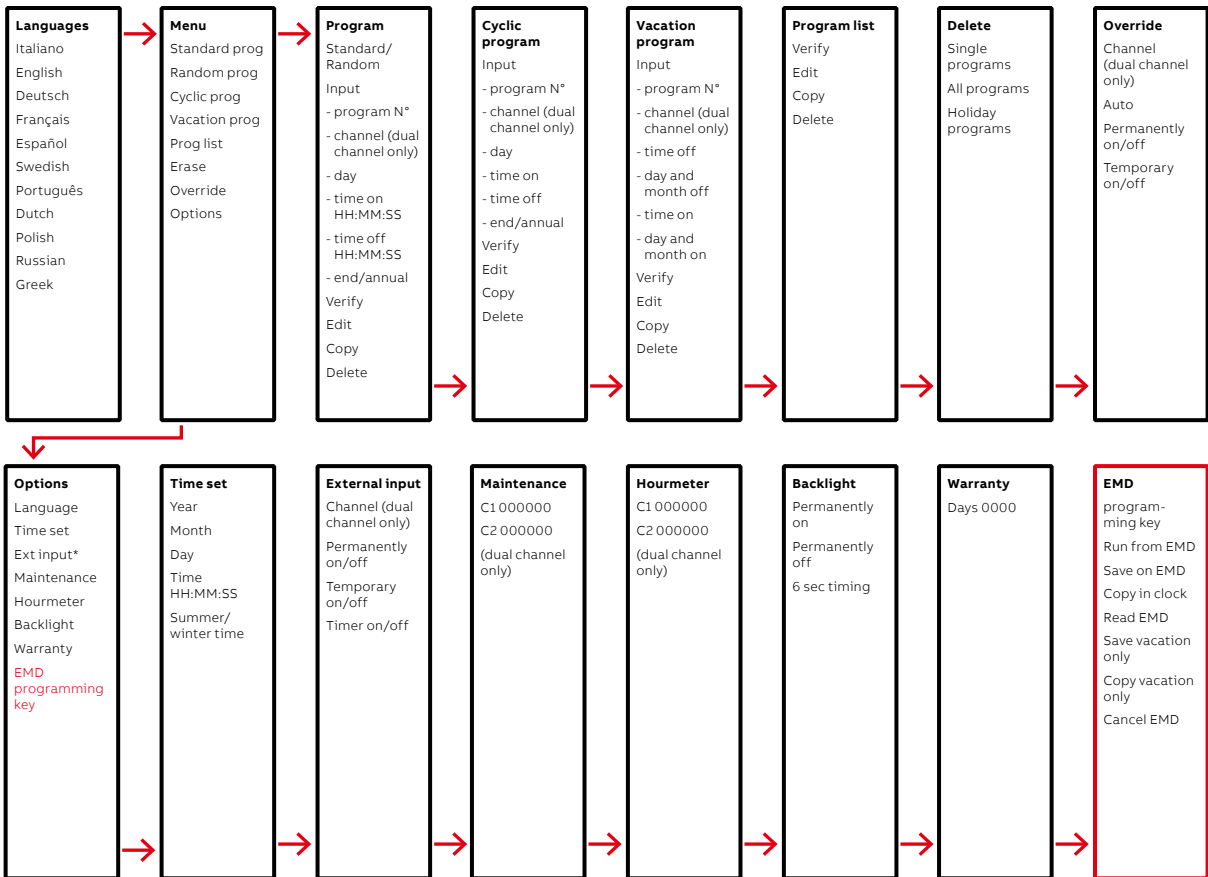 Languages
Italiano
English
Deutsch
Français
Español
Swedish
Português
Dutch
Polish
Russian
Greek
Menu
Standard prog
Random prog
Cyclic prog
Vacation prog
Prog list
Erase
Override
Options
Program
Standard/
Random
Input
- program N°
- channel (dual
channel only)
- day
- time on
HH:MM:SS
- time off
HH:MM:SS
- end/annual
Verify
Edit
Copy
Delete
Cyclic
program
Input
- program N°
- channel (dual
channel only)
- day
- time on
- time off
- end/annual
Verify
Edit
Copy
Delete
Vacation
program
Input
- program N°
- channel (dual
channel only)
- time off
- day and
month off
- time on
- day and
month on
Verify
Edit
Copy
Delete
Program list
Verify
Edit
Copy
Delete
Delete
Single
programs
All programs
Holiday
programs
Override
Channel
(dual channel
only)
Auto
Permanently
on/off
Temporary
on/off
Options
Language
Time set
Ext input*
Maintenance
Hourmeter
Backlight
Warranty
EMD
programming
key
Time set
Year
Month
Day
Time
HH:MM:SS
Summer/
winter time
External input
Channel (dual
channel only)
Permanently
on/off
Temporary
on/off
Timer on/off
Maintenance
C1 000000
C2 000000
(dual channel
only)
Hourmeter
C1 000000
C2 000000
(dual channel
only)
Backlight
Permanently
on
Permanently
off
6 sec timing
Warranty
Days 0000
EMD
program-
ming key
Run from EMD
Save on EMD
Copy in clock
Read EMD
Save vacation
only
Copy vacation
only
Cancel EMD